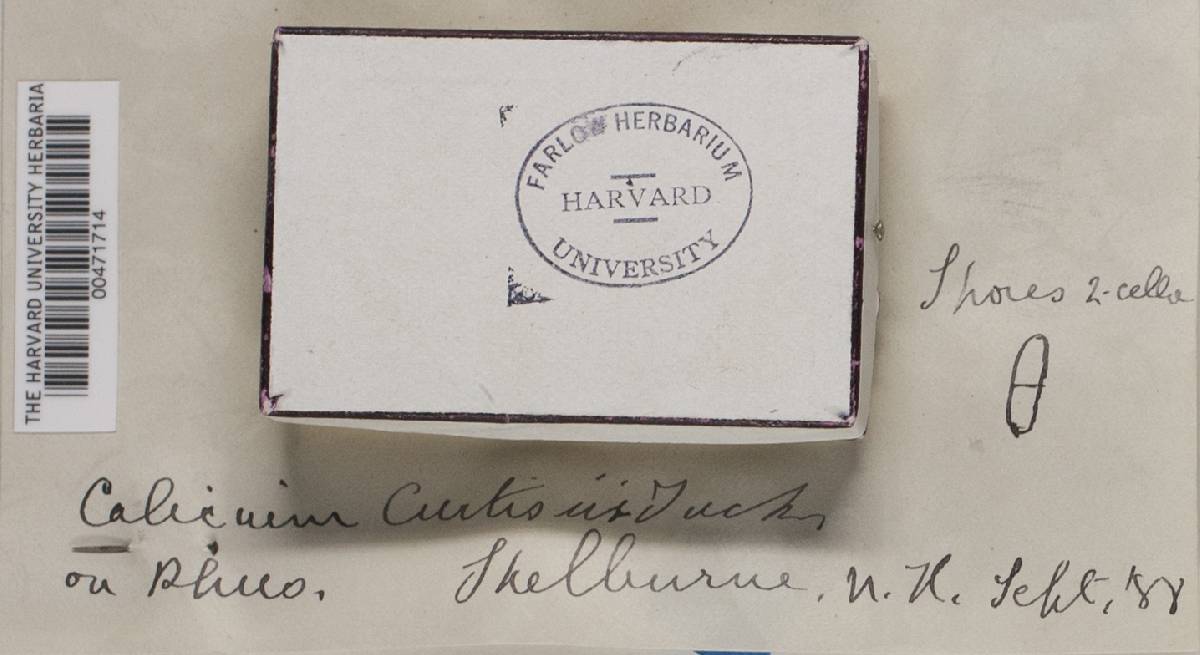 THE HARVARD UNIVERSITY HERBARIA
00471714
FARLOW HERBARIUM
HARVARD
UNIVERSITY
Spores 2-celled
Calicium Curtisii Tuck.
on Rhus. Shelburne, N. H. Sept, '88